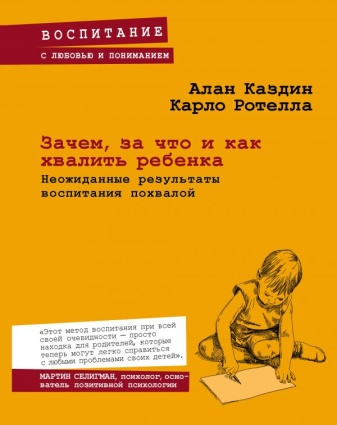 ВОСПИТАНИЕ
С ЛЮБОВЬЮ И ПОНИМАНИЕМ
Алан Каздин
Карло Ротелла
Зачем, за что и как
хвалить ребенка
Неожиданные результаты
воспитания похвалой
«Этот метод воспитания при всей
своей очевидности — просто
находка для родителей, которые
теперь могут легко справиться
с любыми проблемами своих детей».
МАРТИН СЕЛИГМАН, психолог, осно-
ватель позитивной психологии